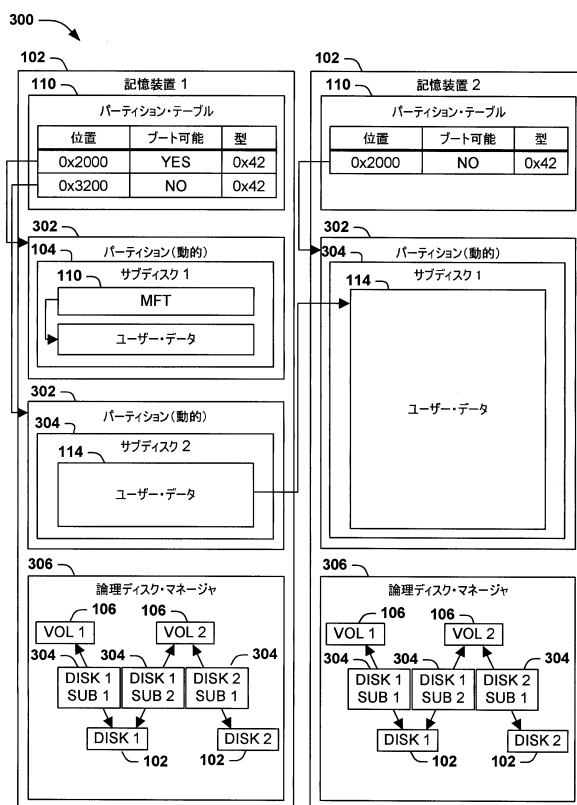 300
102
記憶装置 1
110
パーティション・テーブル
位置 ブート可能 型
0x2000 YES 0x42
0x3200 NO 0x42
302
パーティション(動的)
104
サブディスク 1
110
MFT
ユーザー・データ
302
パーティション(動的)
304
サブディスク 2
114
ユーザー・データ
306
論理ディスク・マネージャ
106
VOL 1
106
VOL 2
304
304
304
DISK 1 SUB 1
DISK 1 SUB 2
DISK 2 SUB 1
DISK 1
102
DISK 2
102
102
記憶装置 2
110
パーティション・テーブル
位置 ブート可能 型
0x2000 NO 0x42
302
パーティション(動的)
304
サブディスク 1
114
ユーザー・データ
306
論理ディスク・マネージャ
106
VOL 1
106
VOL 2
304
304
304
DISK 1 SUB 1
DISK 1 SUB 2
DISK 2 SUB 1
DISK 1
102
DISK 2
102